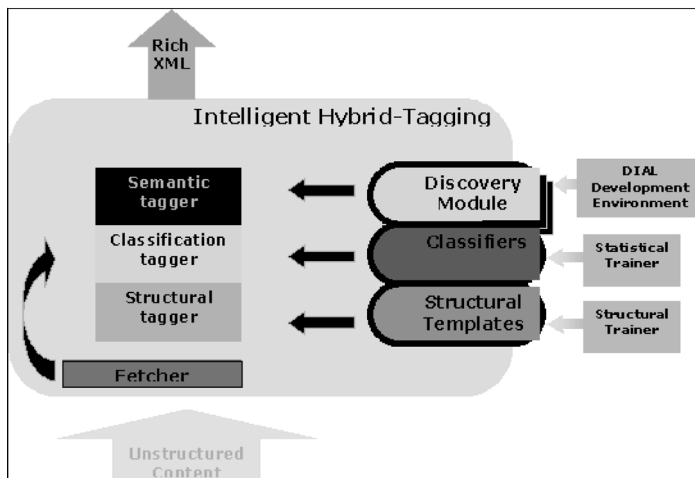 Rich
XML
Intelligent Hybrid-Tagging
Semantic
tagger
Discovery
Module
DIAL
Development
Environment
Classification
tagger
Classifiers
Statistical
Trainer
Structural
tagger
Structural
Templates
Structural
Trainer
Fetcher
Unstructured
Content